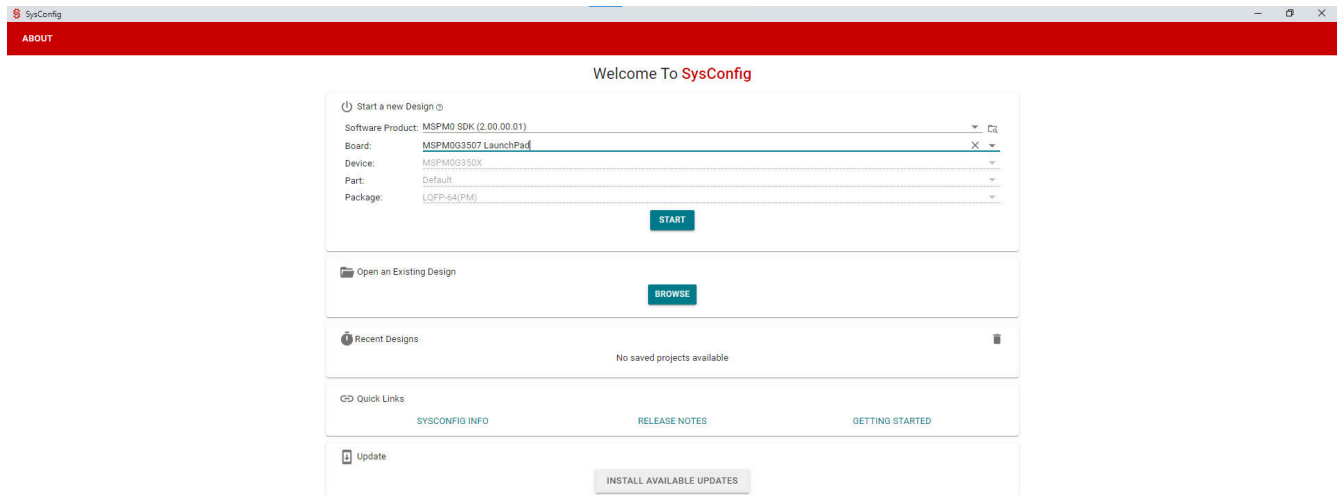 SysConfig
ABOUT
Welcome To SysConfig
Start a new Design
Software Product: MSPM0 SDK (2.00.00.01)
Board: MSPM0G3507 LaunchPad
Device: MSPM0G350X
Part: Default
Package: LQFP-64(PM)
START
Open an Existing Design
BROWSE
Recent Designs
No saved projects available
Quick Links
SYSCONFIG INFO RELEASE NOTES GETTING STARTED
Update
INSTALL AVAILABLE UPDATES